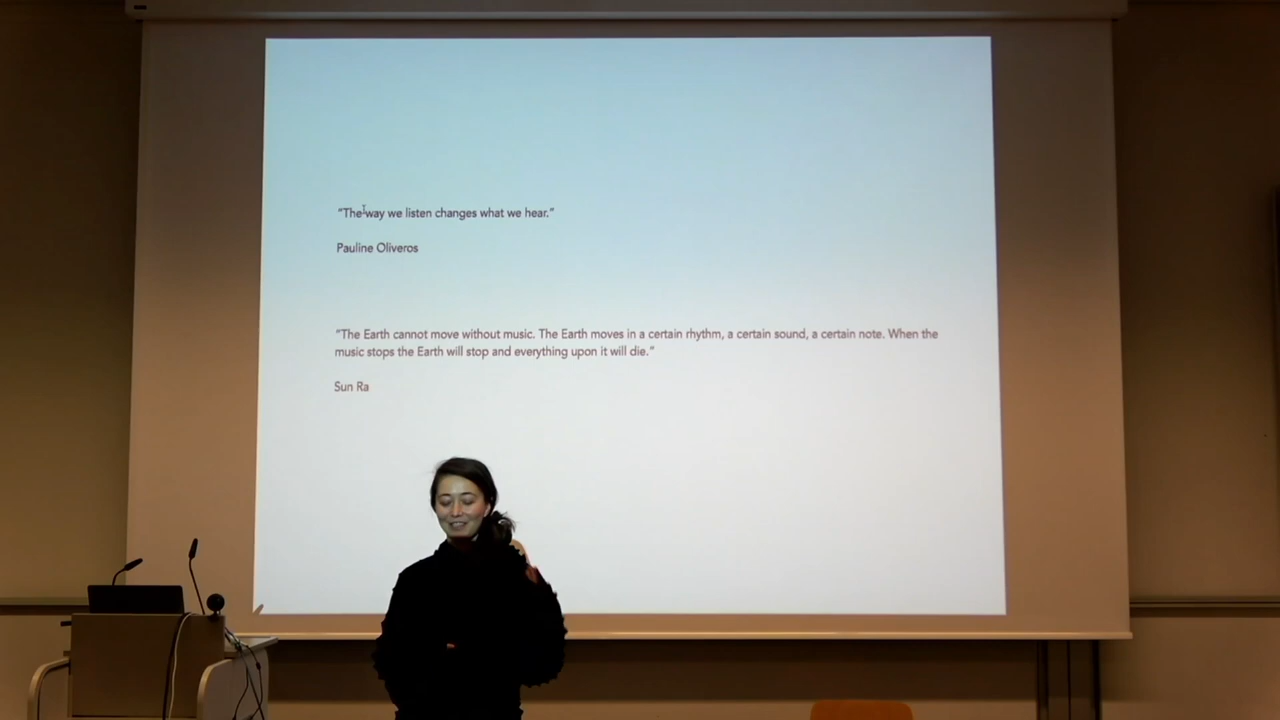 “The way we listen changes what we hear.”
Pauline Oliveros
“The Earth cannot move without music. The Earth moves in a certain rhythm, a certain sound, a certain note. When the
music stops the Earth will stop and everything upon it will die.”
Sun Ra